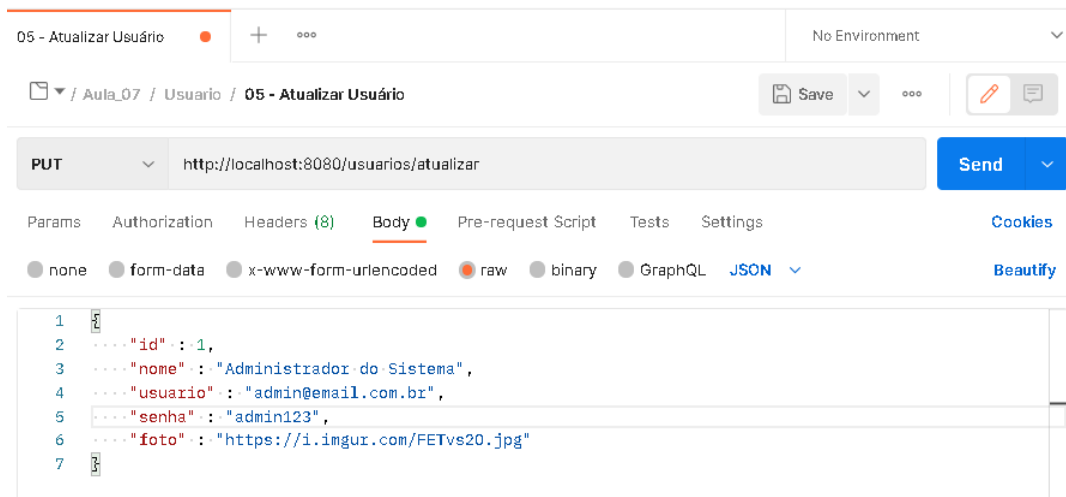 05 - Atualizar Usuário
No Environment
/ Aula_07 / Usuario / 05 - Atualizar Usuário
Save
PUT http://localhost:8080/usuarios/atualizar Send
Params Authorization Headers (8) Body Pre-request Script Tests Settings Cookies
none form-data x-www-form-urlencoded raw binary GraphQL JSON Beautify
1 {
2 "id" : 1,
3 "nome" : "Administrador do Sistema",
4 "usuario" : "admin@email.com.br",
5 "senha" : "admin123",
6 "foto" : "https://i.imgur.com/FETvs20.jpg"
7 }